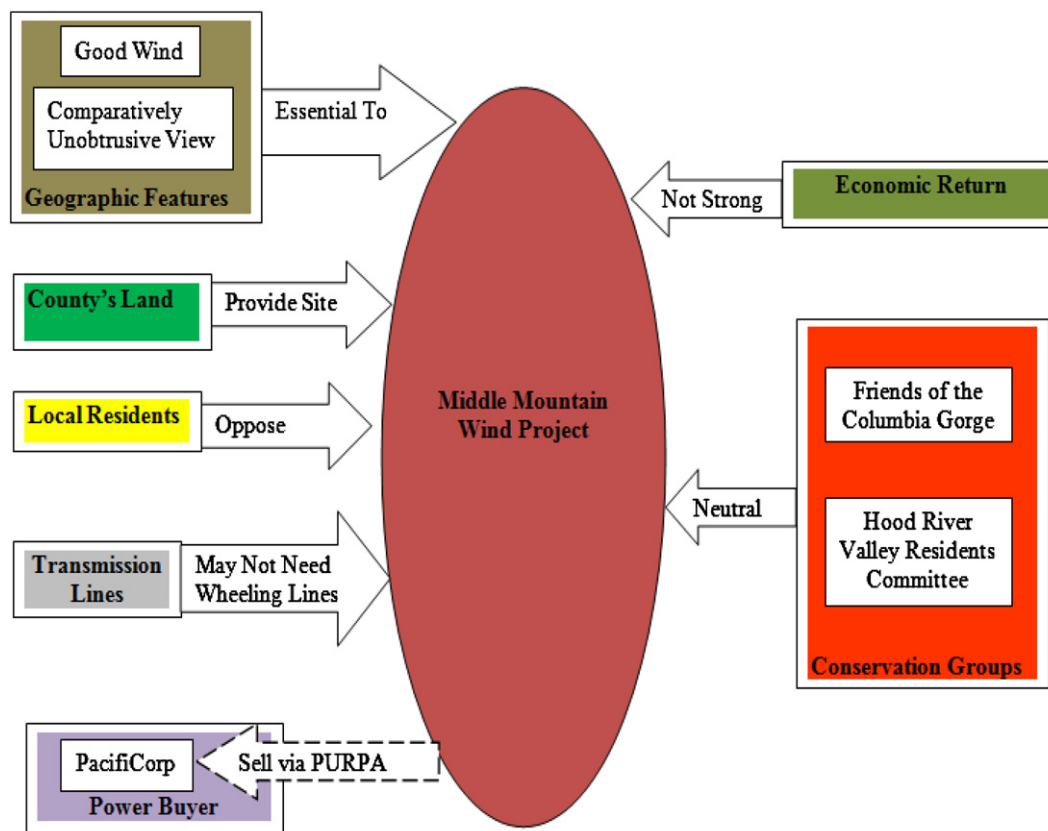 Good Wind
Comparatively
Unobtrusive View
Geographic Features
Essential To
County's Land
Provide Site
Local Residents
Oppose
Transmission
Lines
May Not Need
Wheeling Lines
PacifiCorp
Power Buyer
Sell via PURPA
Middle Mountain
Wind Project
Not Strong
Economic Return
Neutral
Friends of the
Columbia Gorge
Hood River
Valley Residents
Committee
Conservation Groups